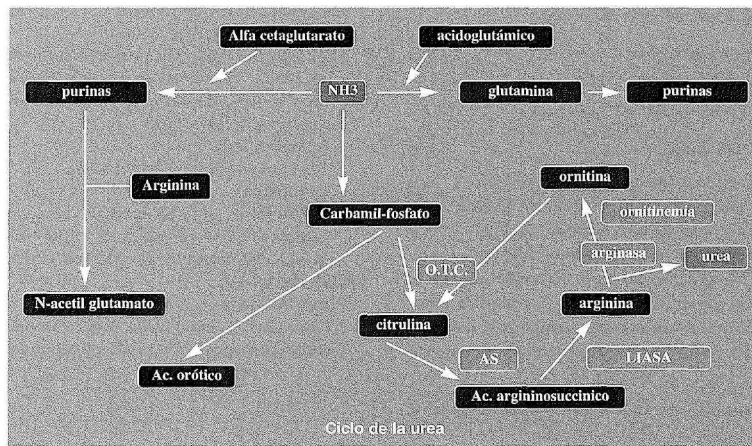 Alfa cetaglutarato
acidoglutámico
purinas
NH3
glutamina
purinas
Arginina
ornitina
Carbamil-fosfato
ornitinemia
arginasa
urea
O.T.C.
N-acetil glutamato
arginina
citrulina
AS
LIASA
Ac. orótico
Ac. argininosuccinico
Ciclo de la urea